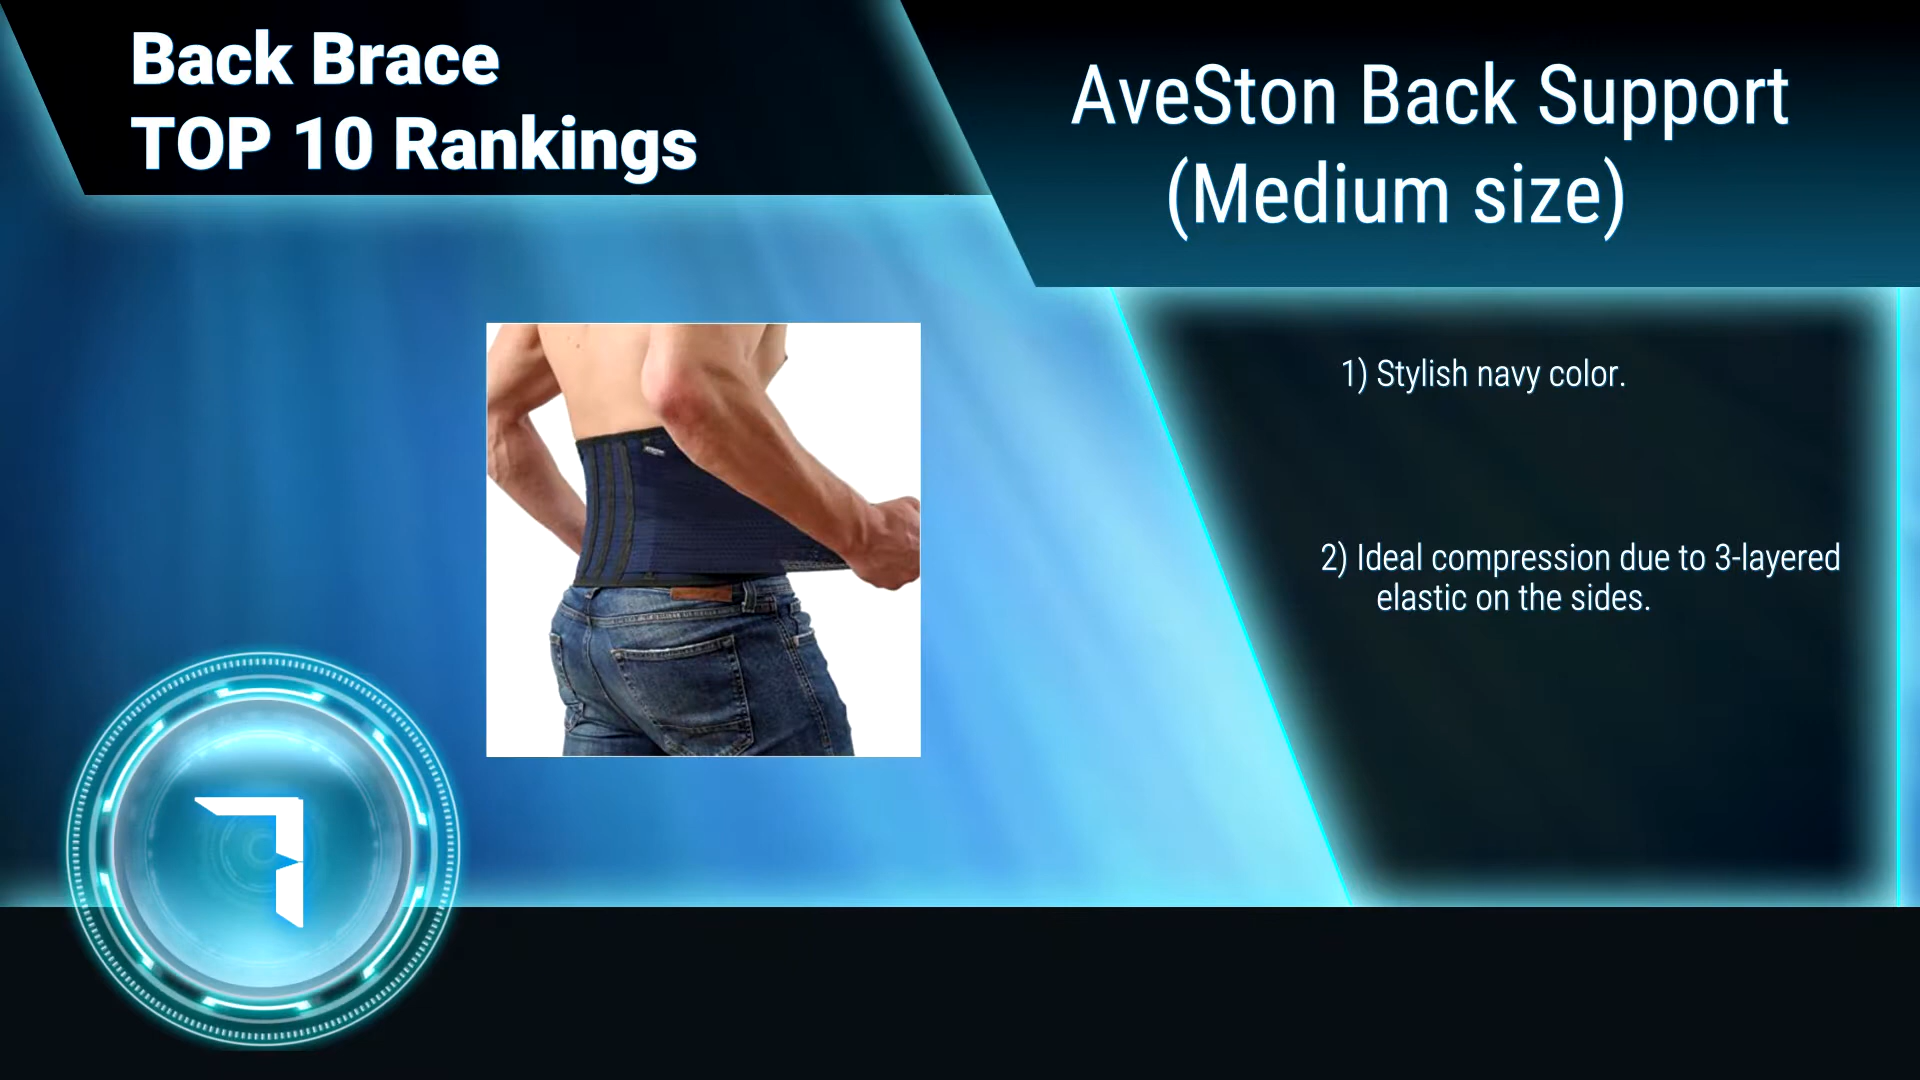 Back Brace
TOP 10 Rankings
AveSton Back Support
(Medium size)
1) Stylish navy color.
2) Ideal compression due to 3-layered
elastic on the sides.
7